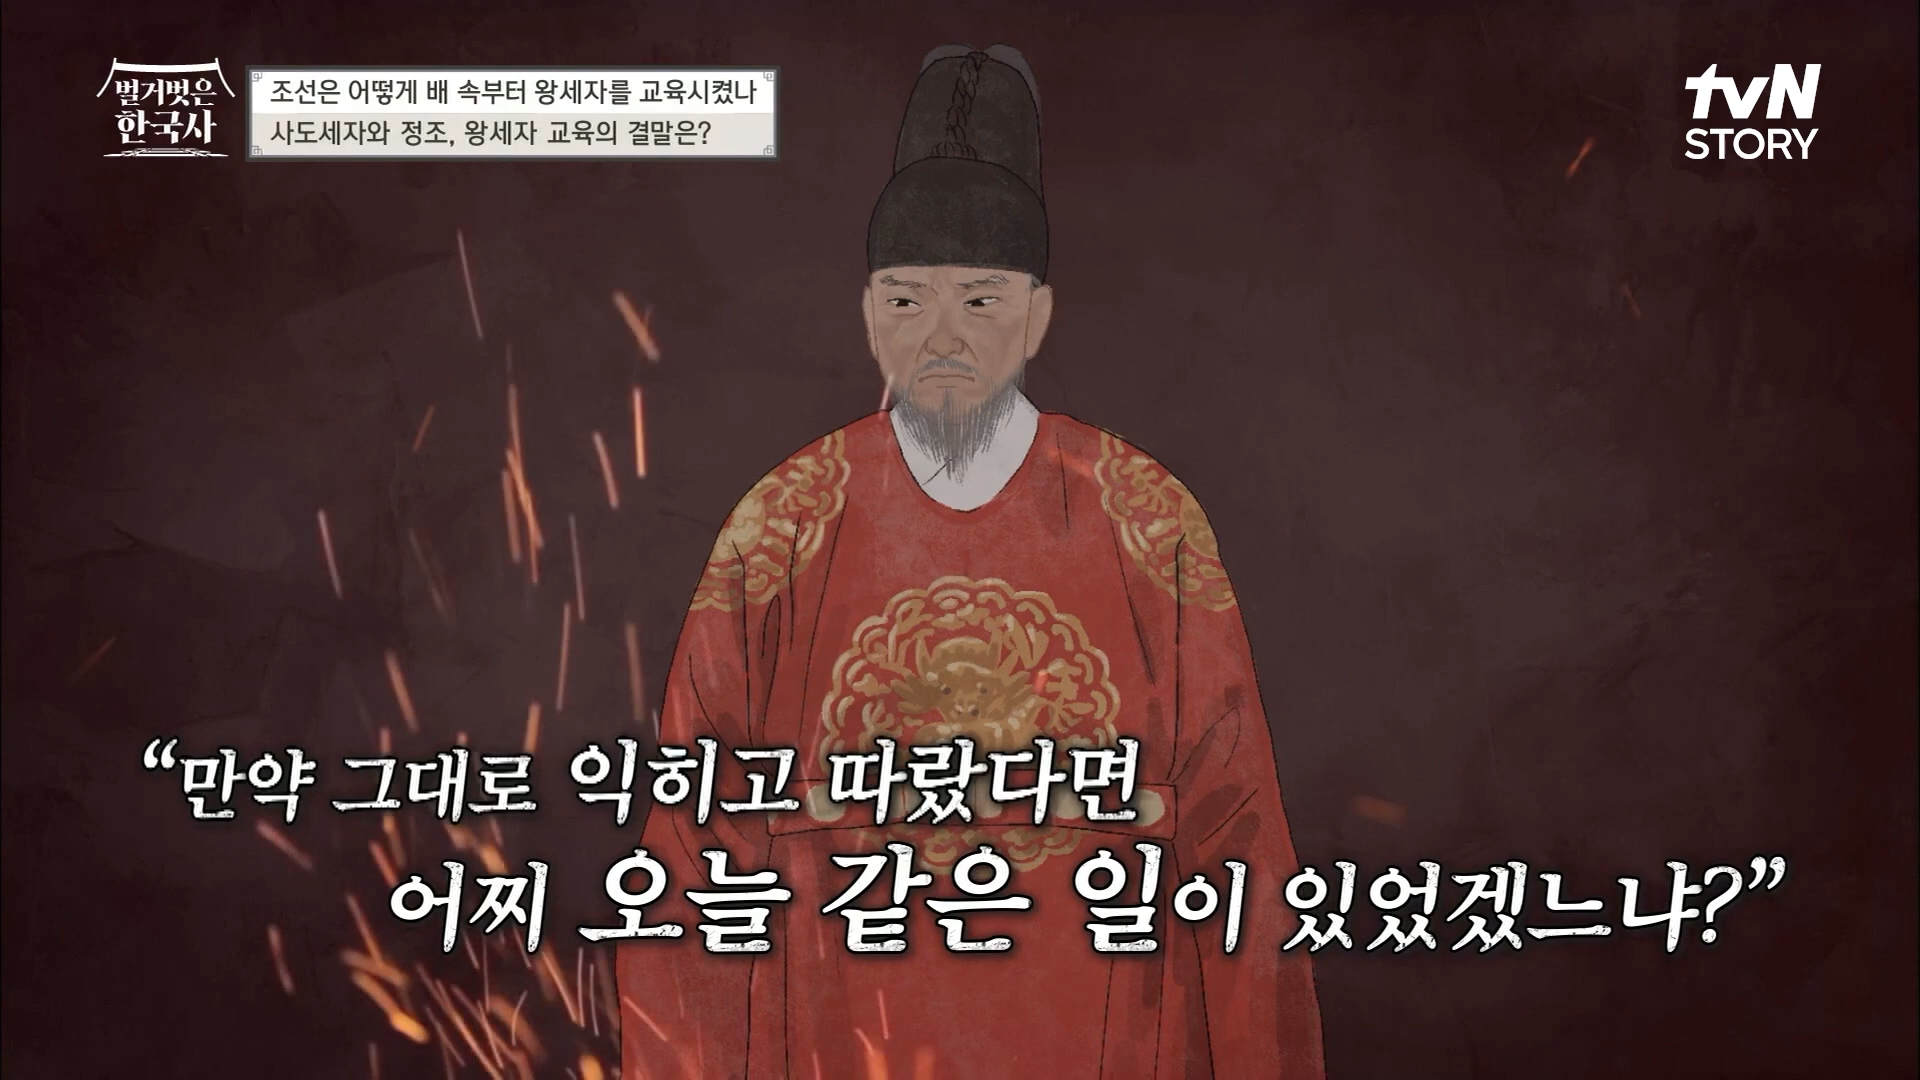 벌거벗은
한국사
조선은 어떻게 배 속부터 왕세자를 교육시켰나
사도세자와 정조, 왕세자 교육의 결말은?
tvN
STORY
“만약 그대로 익히고 따랐다면
어찌 오늘 같은 일이 있었겠느냐?”